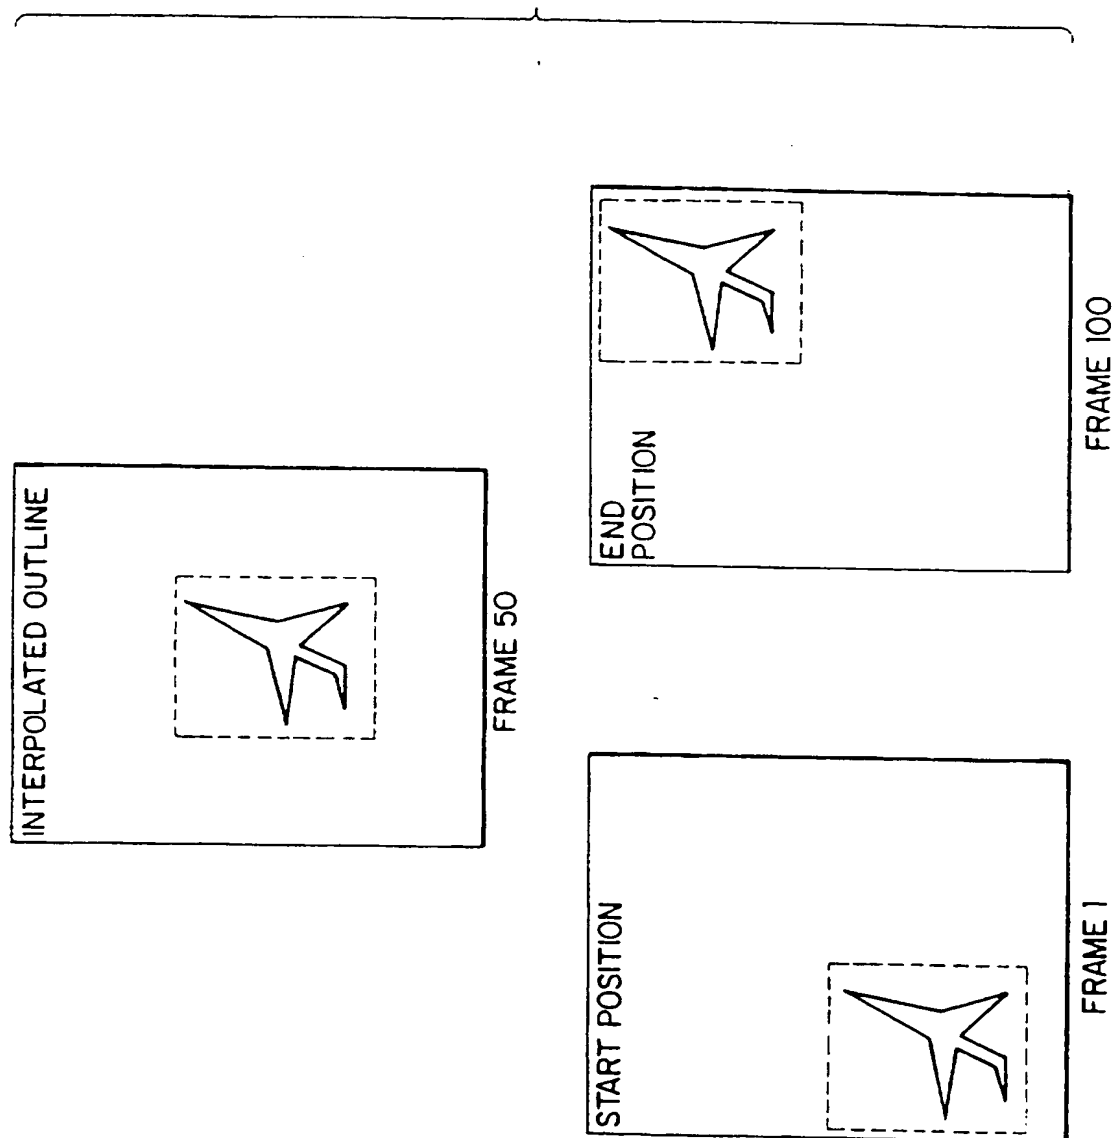 INTERPOLATED OUTLINE
FRAME 50
START POSITION
FRAME 1
END
POSITION
FRAME 100